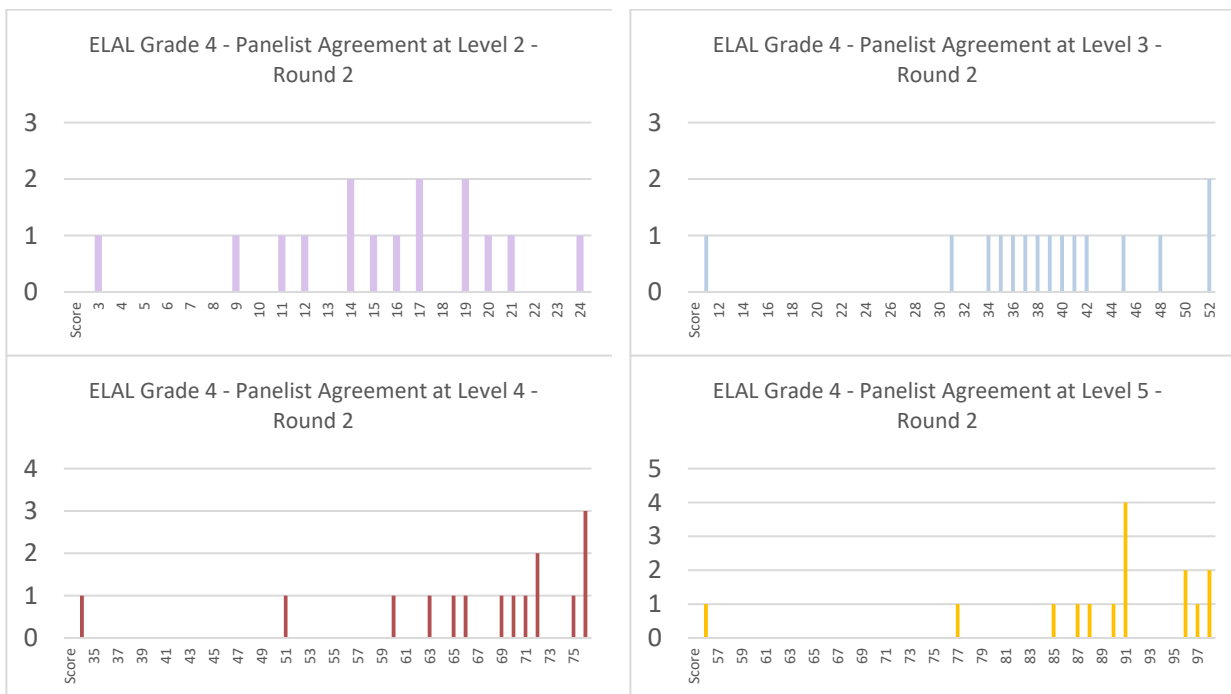 ELAL Grade 4 - Panelist Agreement at Level 2 -
Round 2
3
2
1
0
Score 3 4 5 6 7 8 9 10 11 12 14 15 16 17 19 20 21 22 23 24
ELAL Grade 4 - Panelist Agreement at Level 3 -
Round 2
3
2
1
0
Score 12 14 16 18 20 22 24 26 28 30 32 34 36 38 40 42 44 46 48 50 52
ELAL Grade 4 - Panelist Agreement at Level 4 -
Round 2
4
3
2
1
0
Score 35 37 39 41 43 45 47 49 51 53 55 57 59 61 63 65 67 69 71 73 75
ELAL Grade 4 - Panelist Agreement at Level 5 -
Round 2
5
4
3
2
1
0
Score 57 59 61 63 65 67 69 71 73 75 77 79 81 83 85 87 89 91 93 95 97